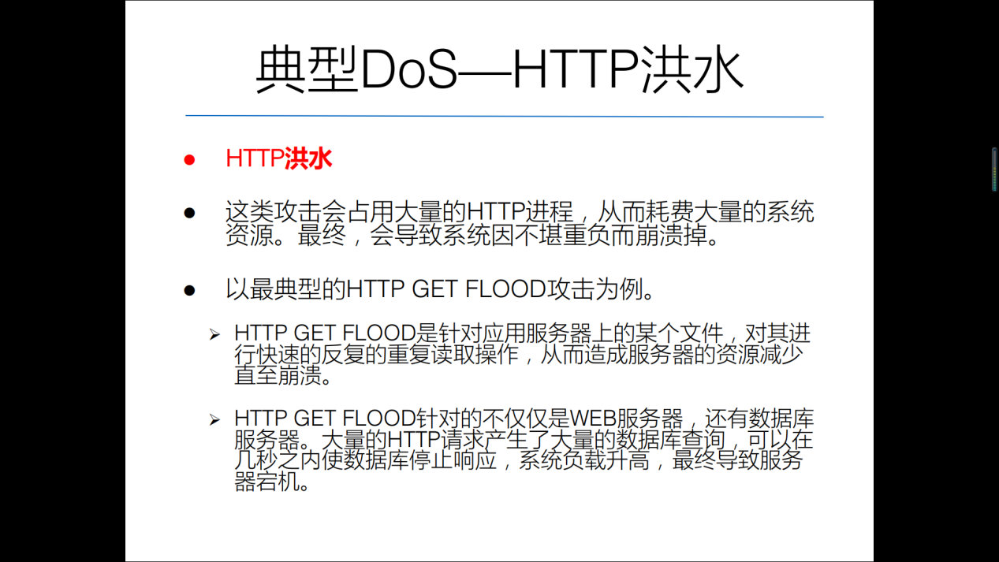 典型DoS—HTTP洪水
● HTTP洪水
● 这类攻击会占用大量的HTTP进程，从而耗费大量的系统
资源。最终，会导致系统因不堪重负而崩溃掉。
● 以最典型的HTTP GET FLOOD攻击为例。
➢ HTTP GET FLOOD是针对应用服务器上的某个文件，对其进
行快速的反复的重复读取操作，从而造成服务器的资源减少
直至崩溃。
➢ HTTP GET FLOOD针对的不仅仅是WEB服务器，还有数据库
服务器。大量的HTTP请求产生了大量的数据库查询，可以在
几秒之内使数据库停止响应，系统负载升高，最终导致服务
器宕机。